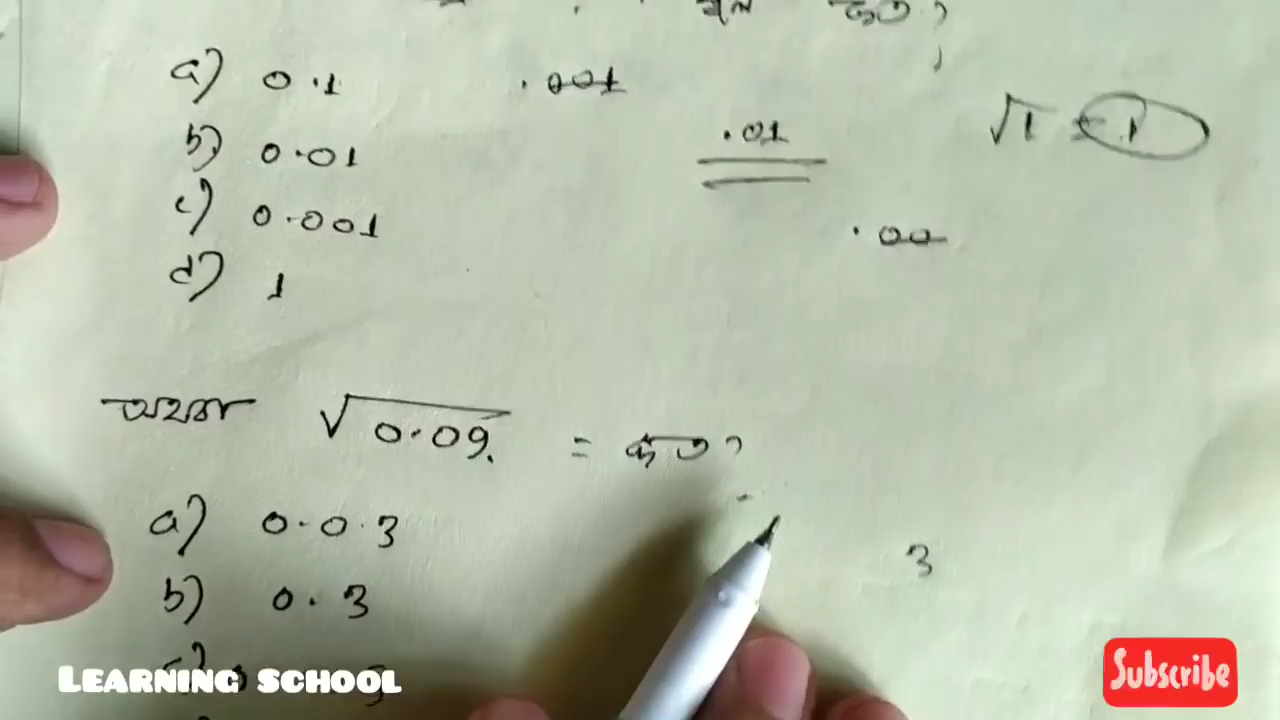 কত ?
a) 0.1 .001
.01
√1 = .1
b) 0.01
c) 0.001
.00
d) 1
অথবা √0.09. = কত ?
a) 0.0.3
3
b) 0.3
LEARNING SCHOOL
Subscribe